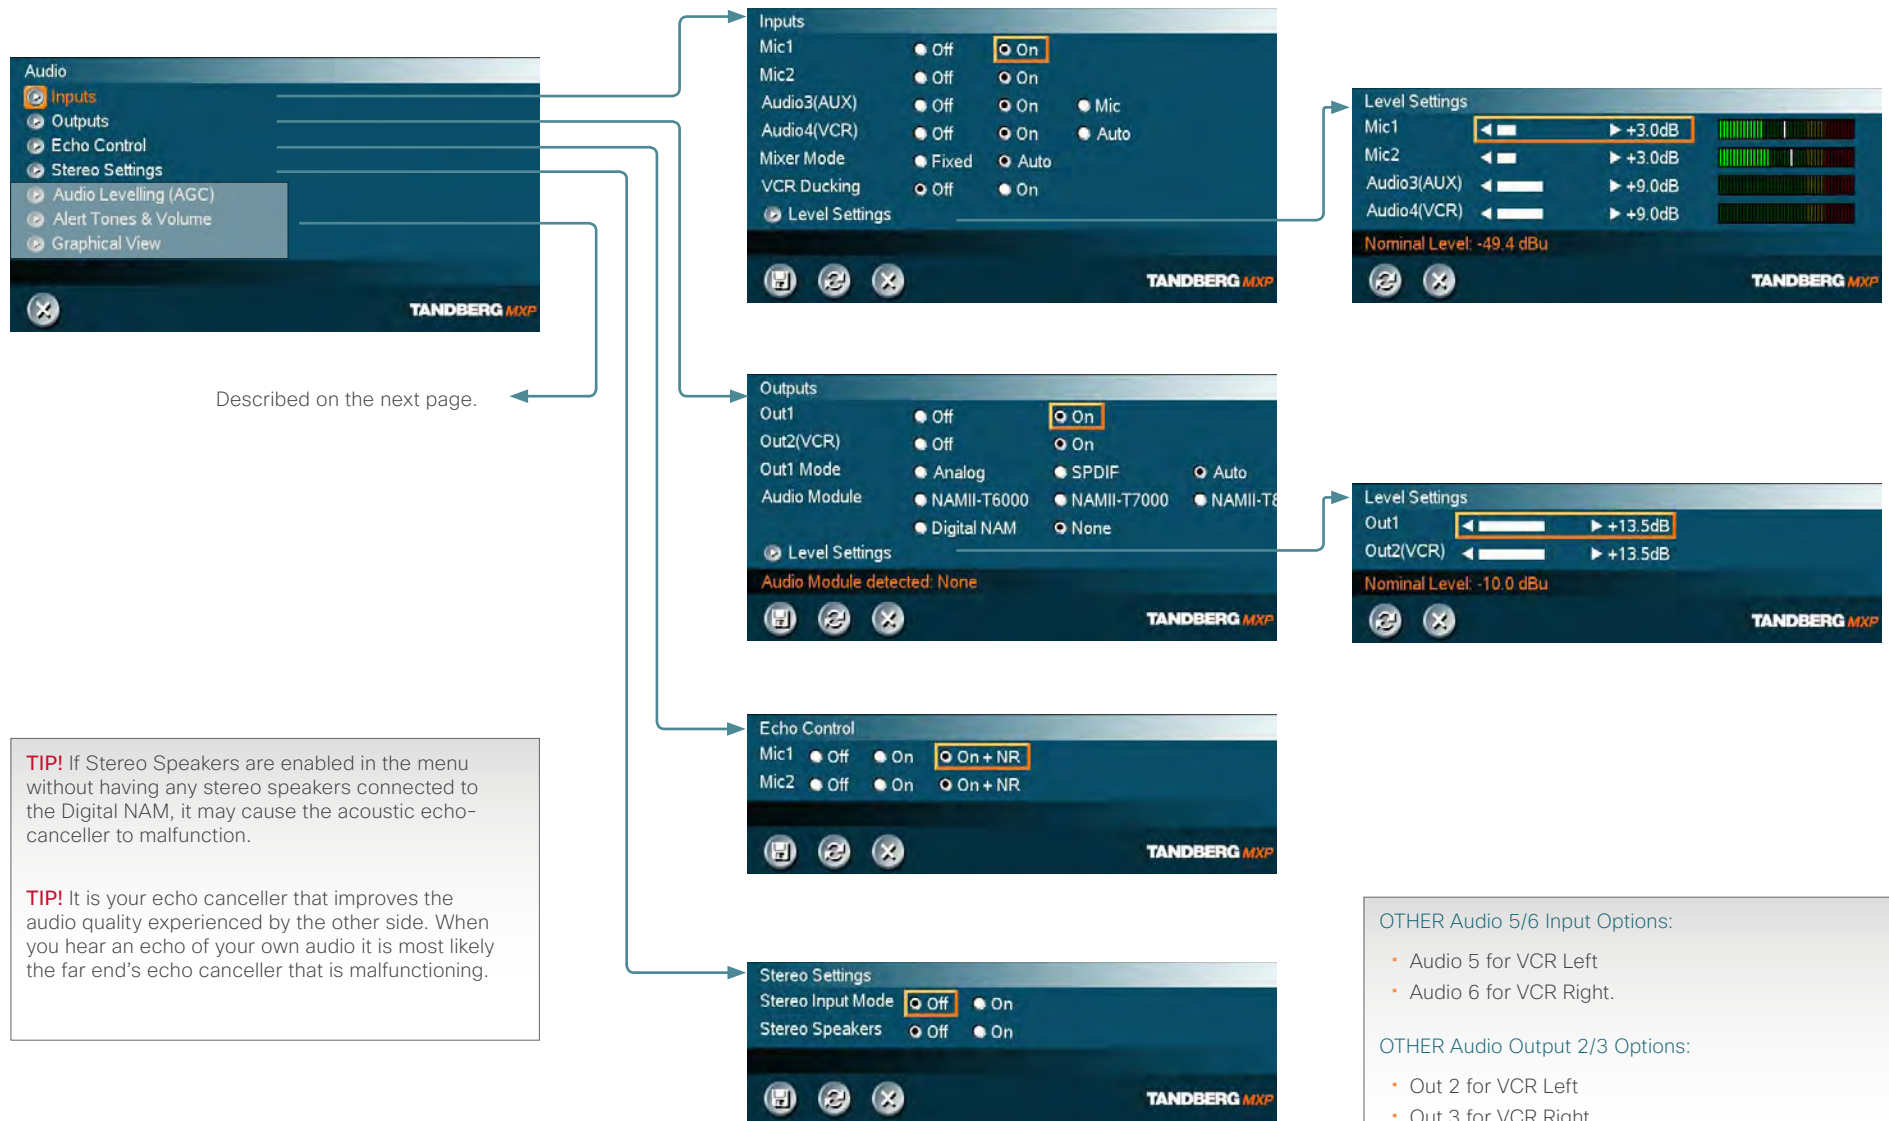 Audio
Inputs
Outputs
Echo Control
Stereo Settings
Audio Levelling (AGC)
Alert Tones & Volume
Graphical View
TANDBERG MXP
Described on the next page.
Inputs
Mic1 Off On
Mic2 Off On
Audio3(AUX) Off On Mic
Audio4(VCR) Off On Auto
Mixer Mode Fixed Auto
VCR Ducking Off On
Level Settings
TANDBERG MXP
Level Settings
Mic1 +3.0dB
Mic2 +3.0dB
Audio3(AUX) +9.0dB
Audio4(VCR) +9.0dB
Nominal Level: -49.4 dBu
TANDBERG MXP
Outputs
Out1 Off On
Out2(VCR) Off On
Out1 Mode Analog SPDIF Auto
Audio Module NAMII-T6000 NAMII-T7000
Digital NAM None
Level Settings
Audio Module detected: None
TANDBERG MXP
Level Settings
Out1 +13.5dB
Out2(VCR) +13.5dB
Nominal Level: -10.0 dBu
TANDBERG MXP
Echo Control
Mic1 Off On On + NR
Mic2 Off On On + NR
TANDBERG MXP
Stereo Settings
Stereo Input Mode Off On
Stereo Speakers Off On
TANDBERG MXP
TIP! If Stereo Speakers are enabled in the menu
without having any stereo speakers connected to
the Digital NAM, it may cause the acoustic echo-
canceller to malfunction.
TIP! It is your echo canceller that improves the
audio quality experienced by the other side. When
you hear an echo of your own audio it is most likely
the far end's echo canceller that is malfunctioning.
OTHER Audio 5/6 Input Options:
· Audio 5 for VCR Left
· Audio 6 for VCR Right.
OTHER Audio Output 2/3 Options:
· Out 2 for VCR Left
· Out 3 for VCR Right